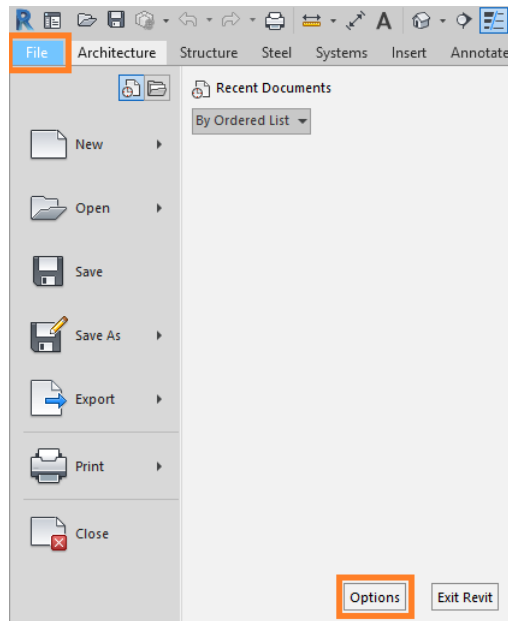 R A
File Architecture Structure Steel Systems Insert Annotate
Recent Documents
By Ordered List
New
Open
Save
Save As
Export
Print
Close
Options Exit Revit